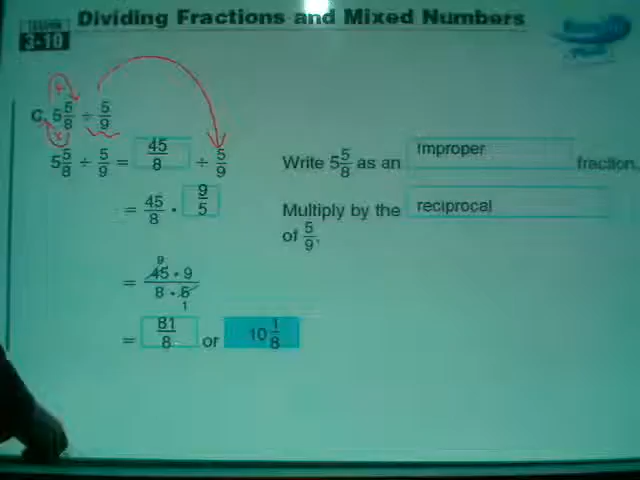 LESSON 3-10 Dividing Fractions and Mixed Numbers
C. 5 5/8 ÷ 5/9
5 5/8 ÷ 5/9 = 45/8 ÷ 5/9 Write 5 5/8 as an improper fraction.
= 45/8 · 9/5 Multiply by the reciprocal
of 5/9.
9
= 45 · 9 / 8 · 5
1
= 81/8 or 10 1/8